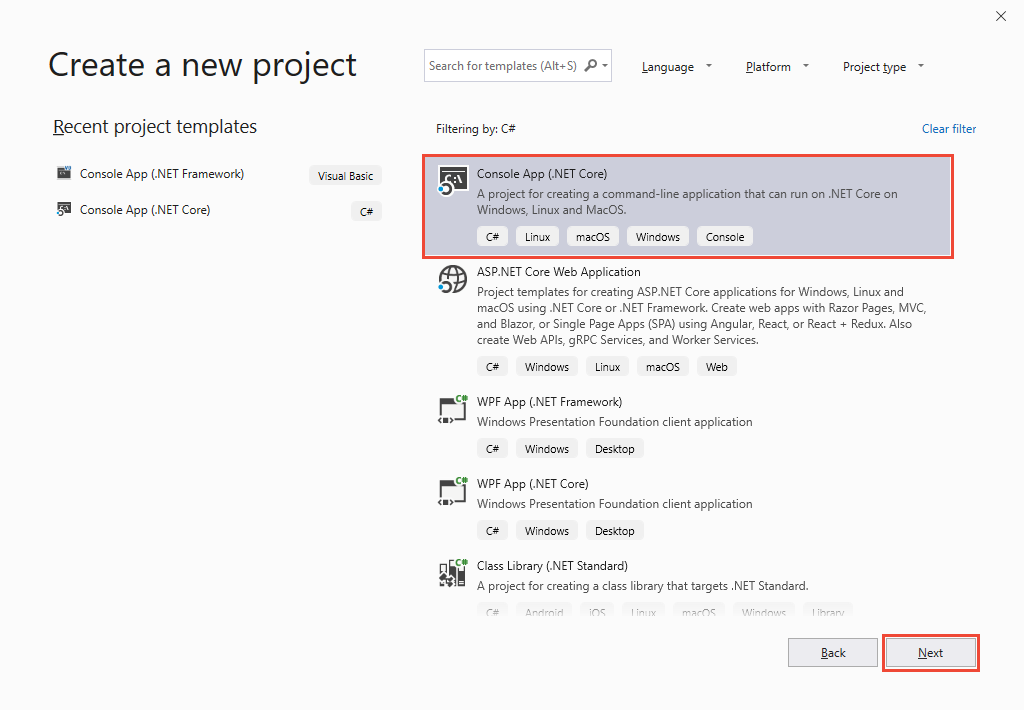 Create a new project
Search for templates (Alt+S)
Language
Platform
Project type
Recent project templates
Console App (.NET Framework)
Visual Basic
Console App (.NET Core)
C#
Filtering by: C#
Clear filter
C:\
Console App (.NET Core)
A project for creating a command-line application that can run on .NET Core on
Windows, Linux and MacOS.
C# Linux macOS Windows Console
ASP.NET Core Web Application
Project templates for creating ASP.NET Core applications for Windows, Linux and
macOS using .NET Core or .NET Framework. Create web apps with Razor Pages, MVC,
and Blazor, or Single Page Apps (SPA) using Angular, React, or React + Redux. Also
create Web APIs, gRPC Services, and Worker Services.
C# Windows Linux macOS Web
C#
WPF App (.NET Framework)
Windows Presentation Foundation client application
C# Windows Desktop
C#
WPF App (.NET Core)
Windows Presentation Foundation client application
C# Windows Desktop
C#
Class Library (.NET Standard)
A project for creating a class library that targets .NET Standard.
C# Android iOS Linux macOS Windows Library
Back
Next